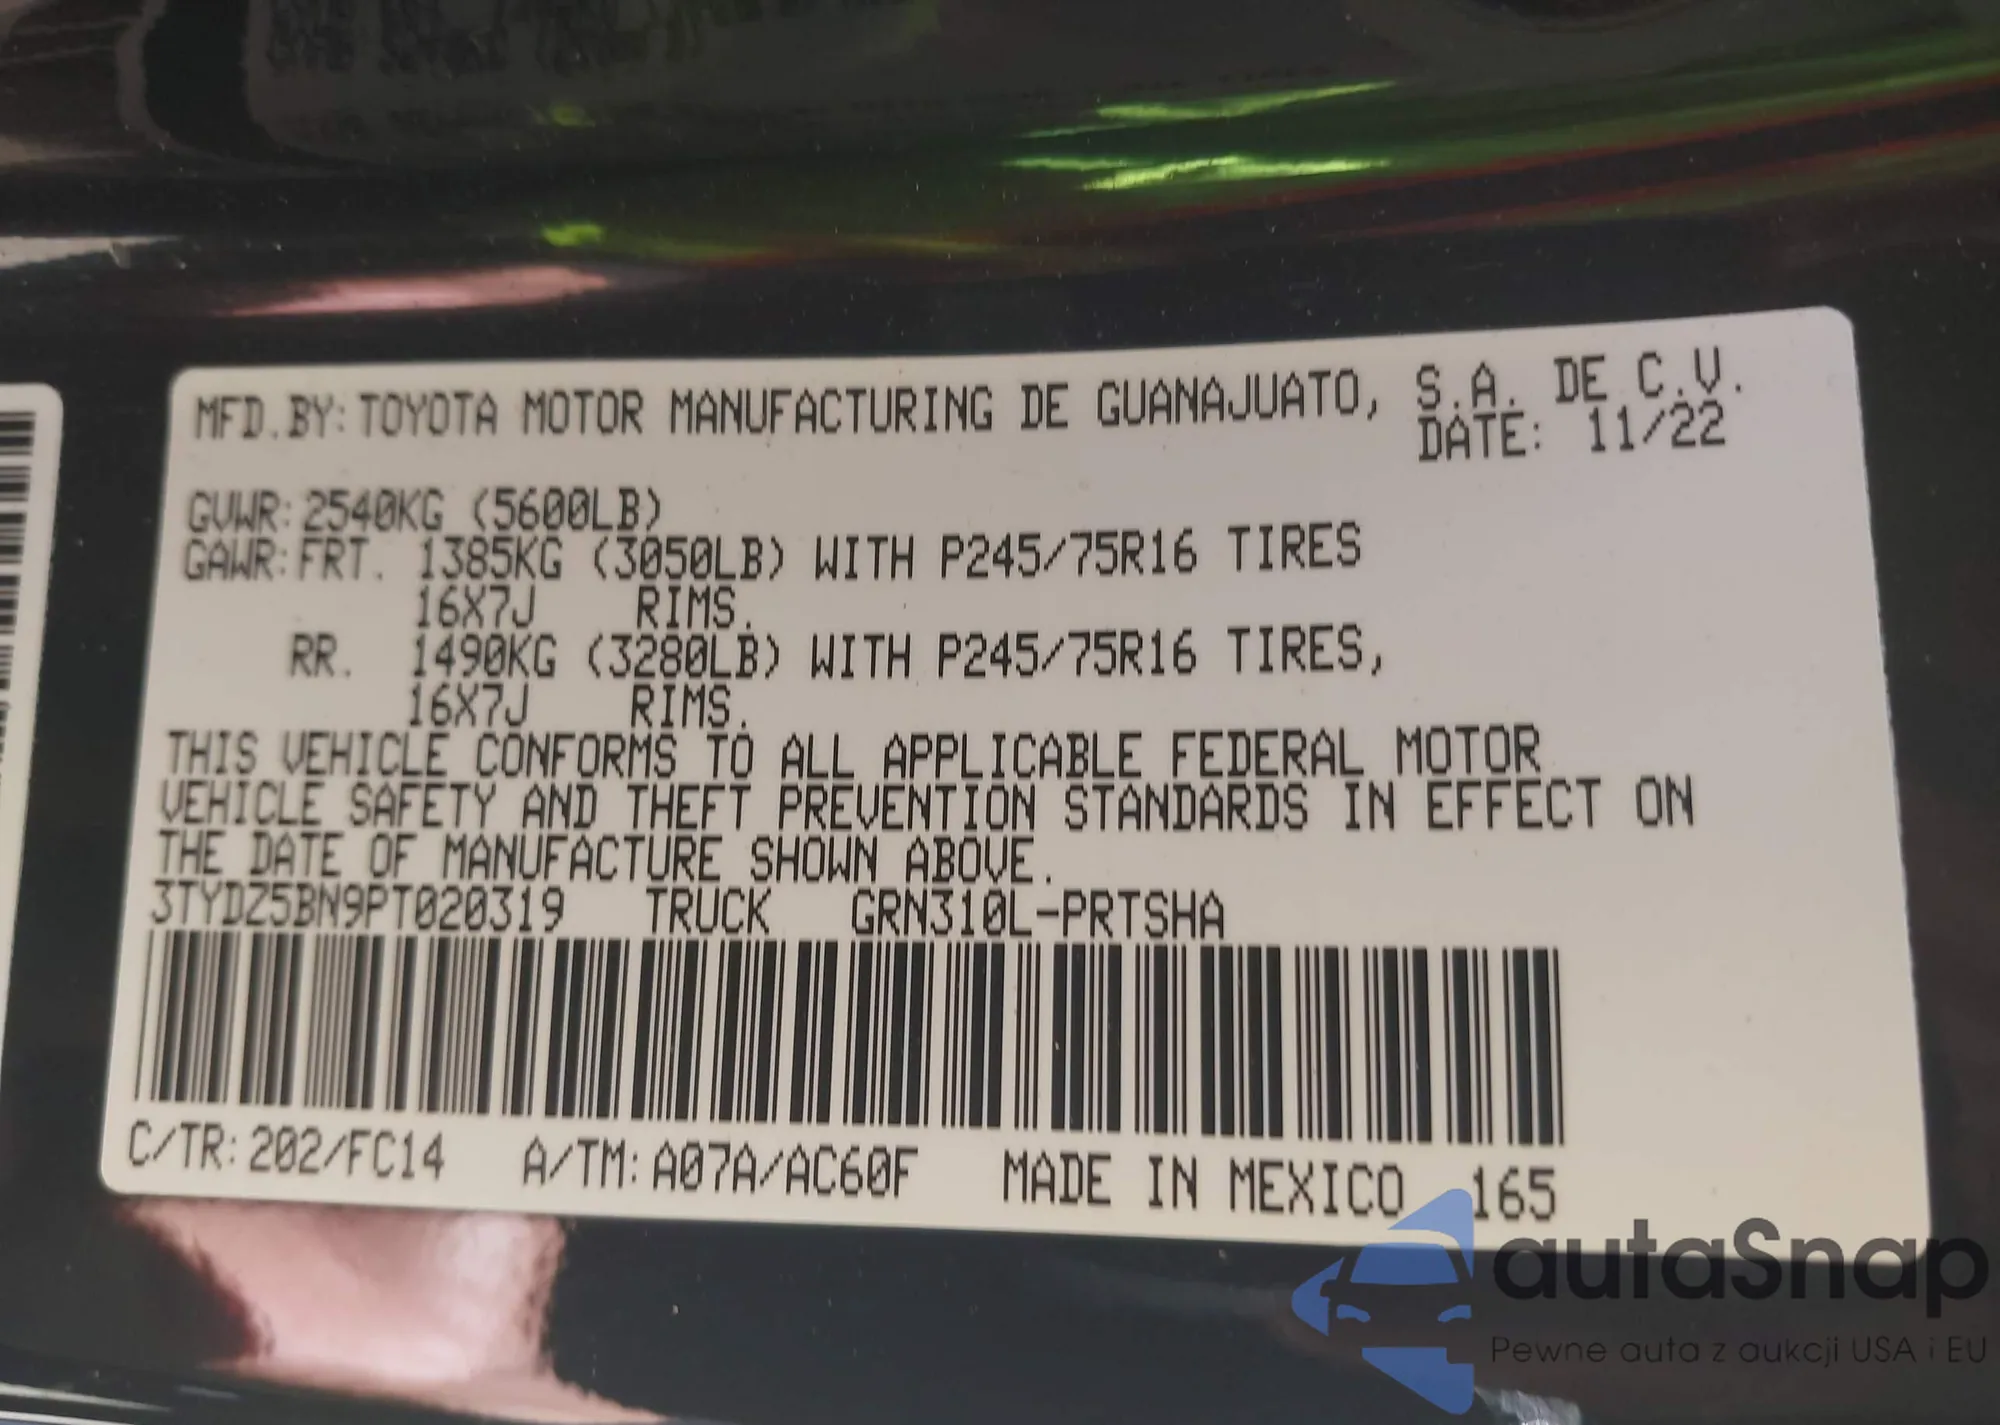 MFD.BY:TOYOTA MOTOR MANUFACTURING DE GUANAJUATO, S.A. DE C.V.
DATE: 11/22
GVWR:2540KG (5600LB)
GAWR:FRT. 1385KG (3050LB) WITH P245/75R16 TIRES
16X7J RIMS.
RR. 1490KG (3280LB) WITH P245/75R16 TIRES,
16X7J RIMS.
THIS VEHICLE CONFORMS TO ALL APPLICABLE FEDERAL MOTOR
VEHICLE SAFETY AND THEFT PREVENTION STANDARDS IN EFFECT ON
THE DATE OF MANUFACTURE SHOWN ABOVE.
3TYDZ5BN9PT020319 TRUCK GRN310L-PRTSHA
C/TR:202/FC14 A/TM:A07A/AC60F MADE IN MEXICO 165
autaSnap
Pewne auta z aukcji USA i EU